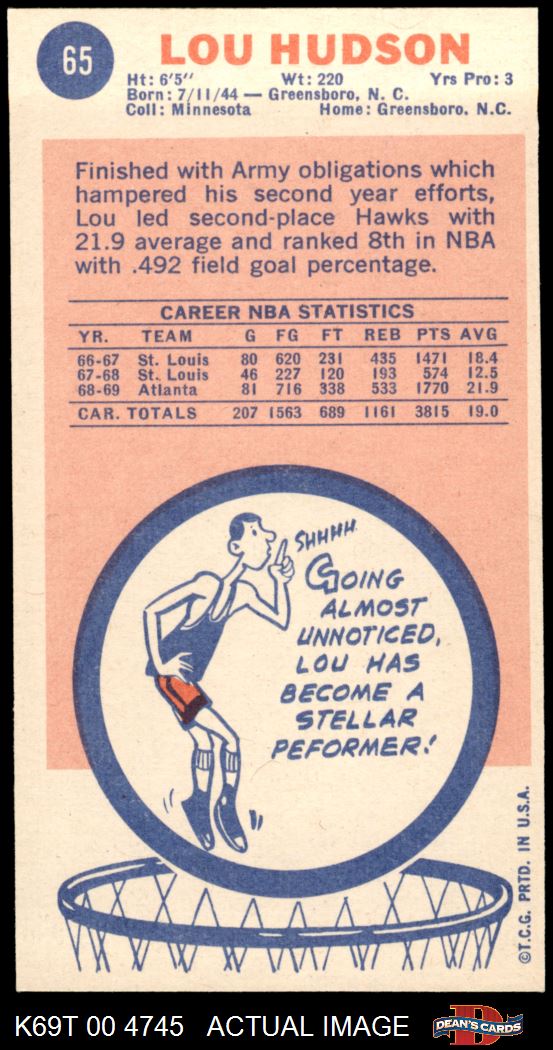 65
LOU HUDSON
Ht: 6'5" Wt: 220 Yrs Pro: 3
Born: 7/11/44 — Greensboro, N. C.
Coll: Minnesota Home: Greensboro. N.C.
Finished with Army obligations which
hampered his second year efforts,
Lou led second-place Hawks with
21.9 average and ranked 8th in NBA
with .492 field goal percentage.
CAREER NBA STATISTICS
YR. TEAM G FG FT REB PTS AVG
66-67 St. Louis 80 620 231 435 1471 18.4
67-68 St. Louis 46 227 120 193 574 12.5
68-69 Atlanta 81 716 338 533 1770 21.9
CAR. TOTALS 207 1563 689 1161 3815 19.0
SHHHH
GOING
ALMOST
UNNOTICED,
LOU HAS
BECOME A
STELLAR
PEFORMER!
©T.C.G. PRTD. IN U.S.A.
K69T 00 4745 ACTUAL IMAGE
D
DEAN'S CARDS